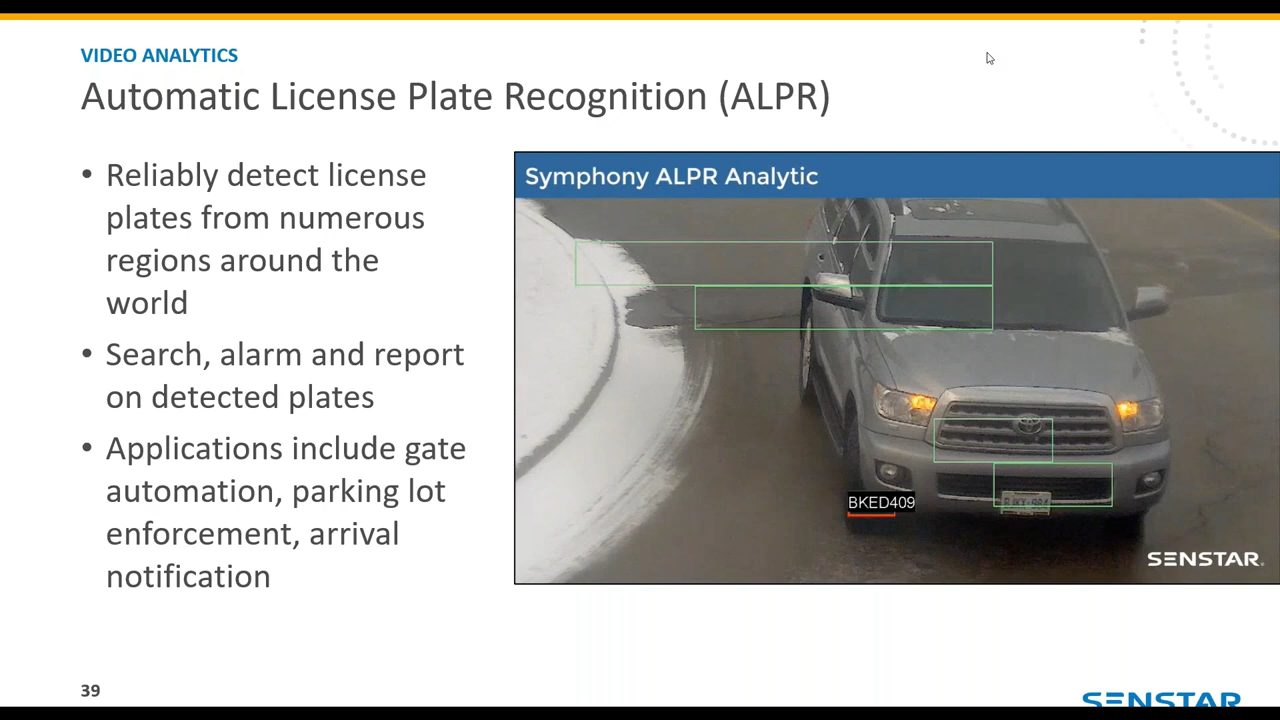 VIDEO ANALYTICS
Automatic License Plate Recognition (ALPR)
• Reliably detect license
plates from numerous
regions around the
world
• Search, alarm and report
on detected plates
• Applications include gate
automation, parking lot
enforcement, arrival
notification
Symphony ALPR Analytic
BKED409
SENSTAR
39
SENSTAR